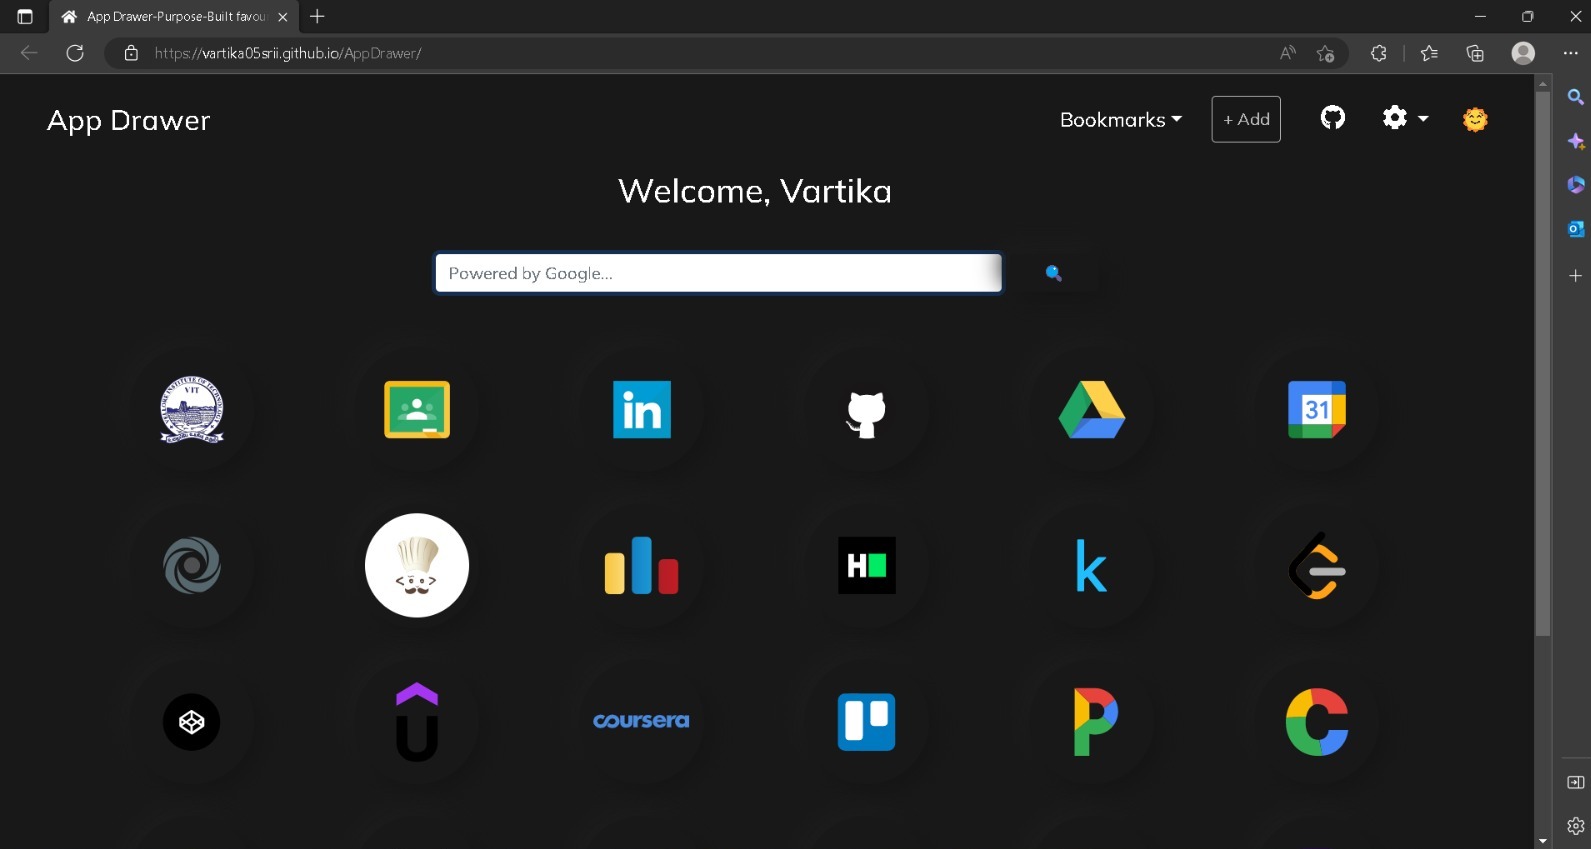 App Drawer-Purpose-Built favou
https://vartika05srii.github.io/AppDrawer/
App Drawer
Bookmarks
+ Add
Welcome, Vartika
Powered by Google...
VIT
in
31
H
k
coursera